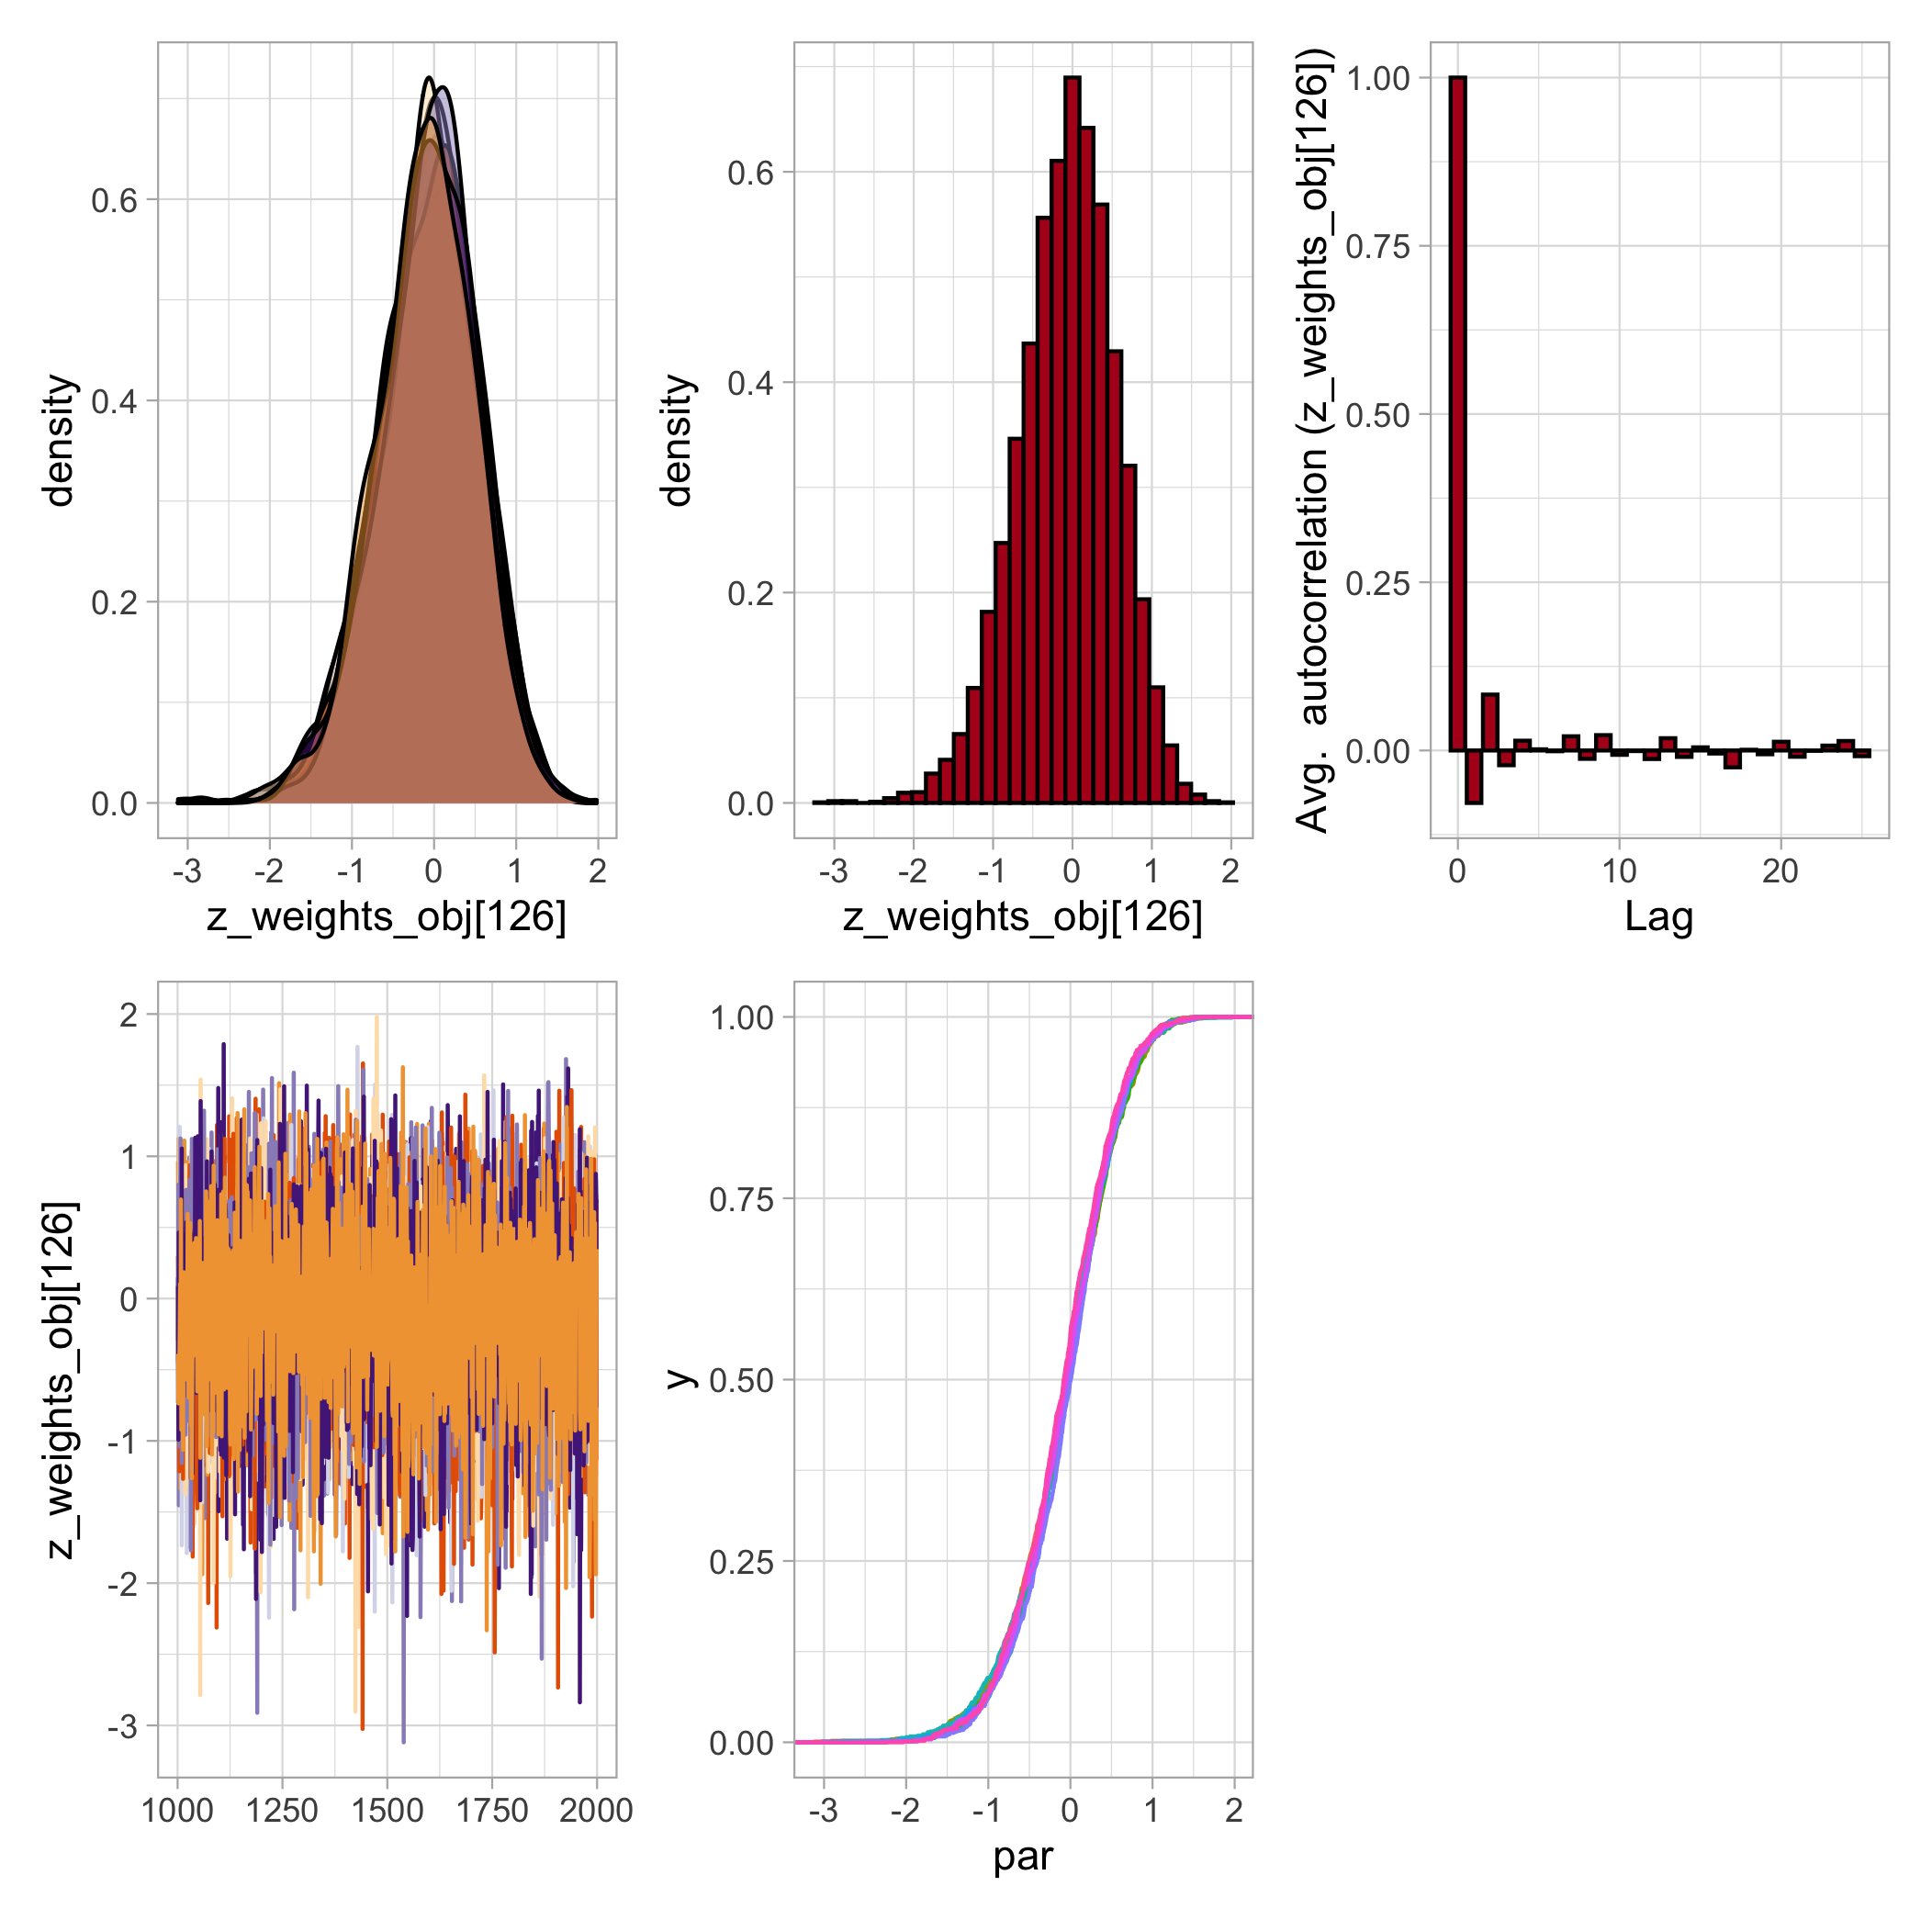 density
0.6
0.4
0.2
0.0
-3 -2 -1 0 1 2
z_weights_obj[126]
density
0.6
0.4
0.2
0.0
-3 -2 -1 0 1 2
z_weights_obj[126]
Avg. autocorrelation (z_weights_obj[126])
1.00
0.75
0.50
0.25
0.00
0 10 20
Lag
z_weights_obj[126]
2
1
0
-1
-2
-3
1000 1250 1500 1750 2000
y
1.00
0.75
0.50
0.25
0.00
-3 -2 -1 0 1 2
par